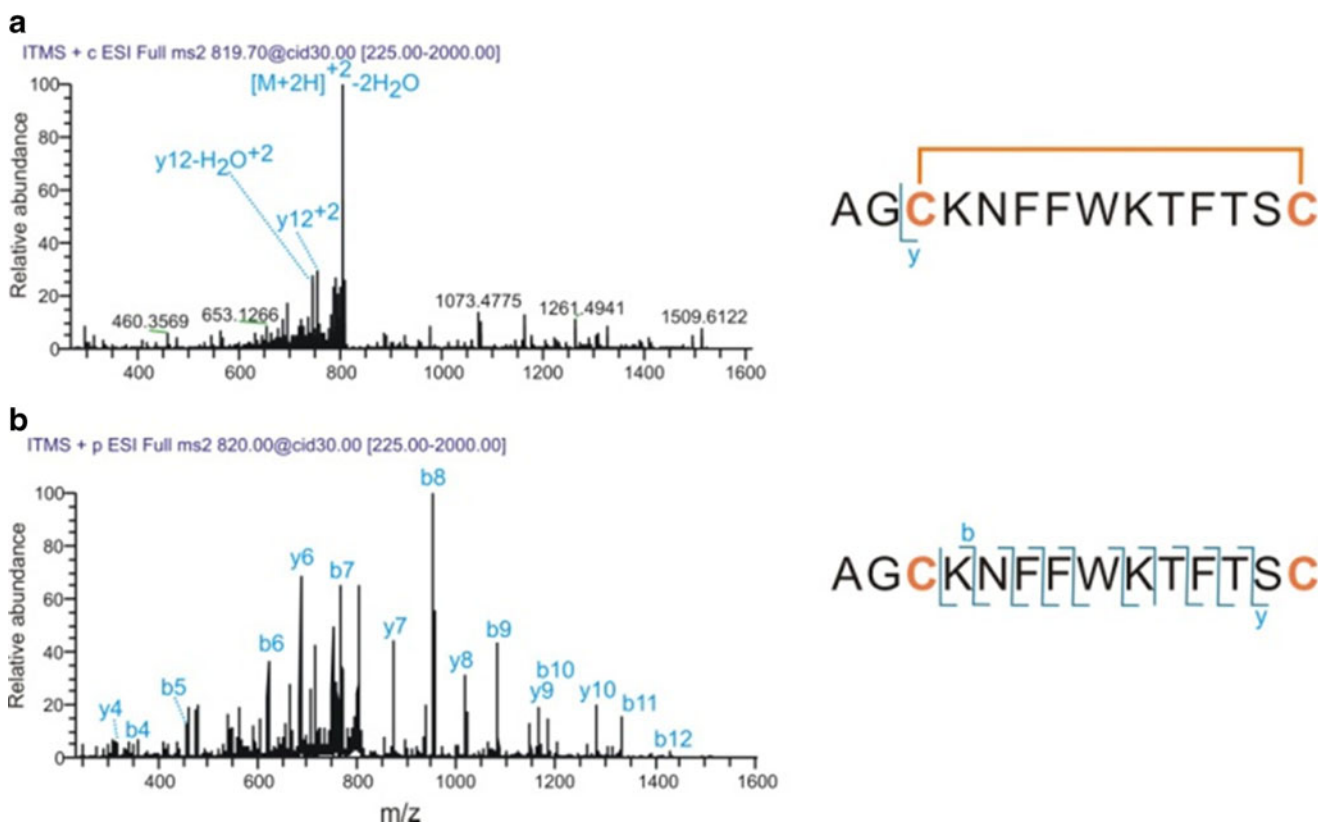 a
ITMS + c ESI Full ms2 819.70@cid30.00 [225.00-2000.00]
[M+2H]+2-2H2O
y12-H2O+2
y12+2
Relative abundance
100
80
60
40
20
0
460.3569
653.1266
1073.4775
1261.4941
1509.6122
400 600 800 1000 1200 1400 1600
AGCKNFFWKTFTSC
y
b
ITMS + p ESI Full ms2 820.00@cid30.00 [225.00-2000.00]
Relative abundance
100
80
60
40
20
0
b8
y6
b7
b6
y7
b9
y8
b10
y9
b5
y10
b11
y4
b4
b12
400 600 800 1000 1200 1400 1600
m/z
b
AGCKNFFWKTFTSC
y